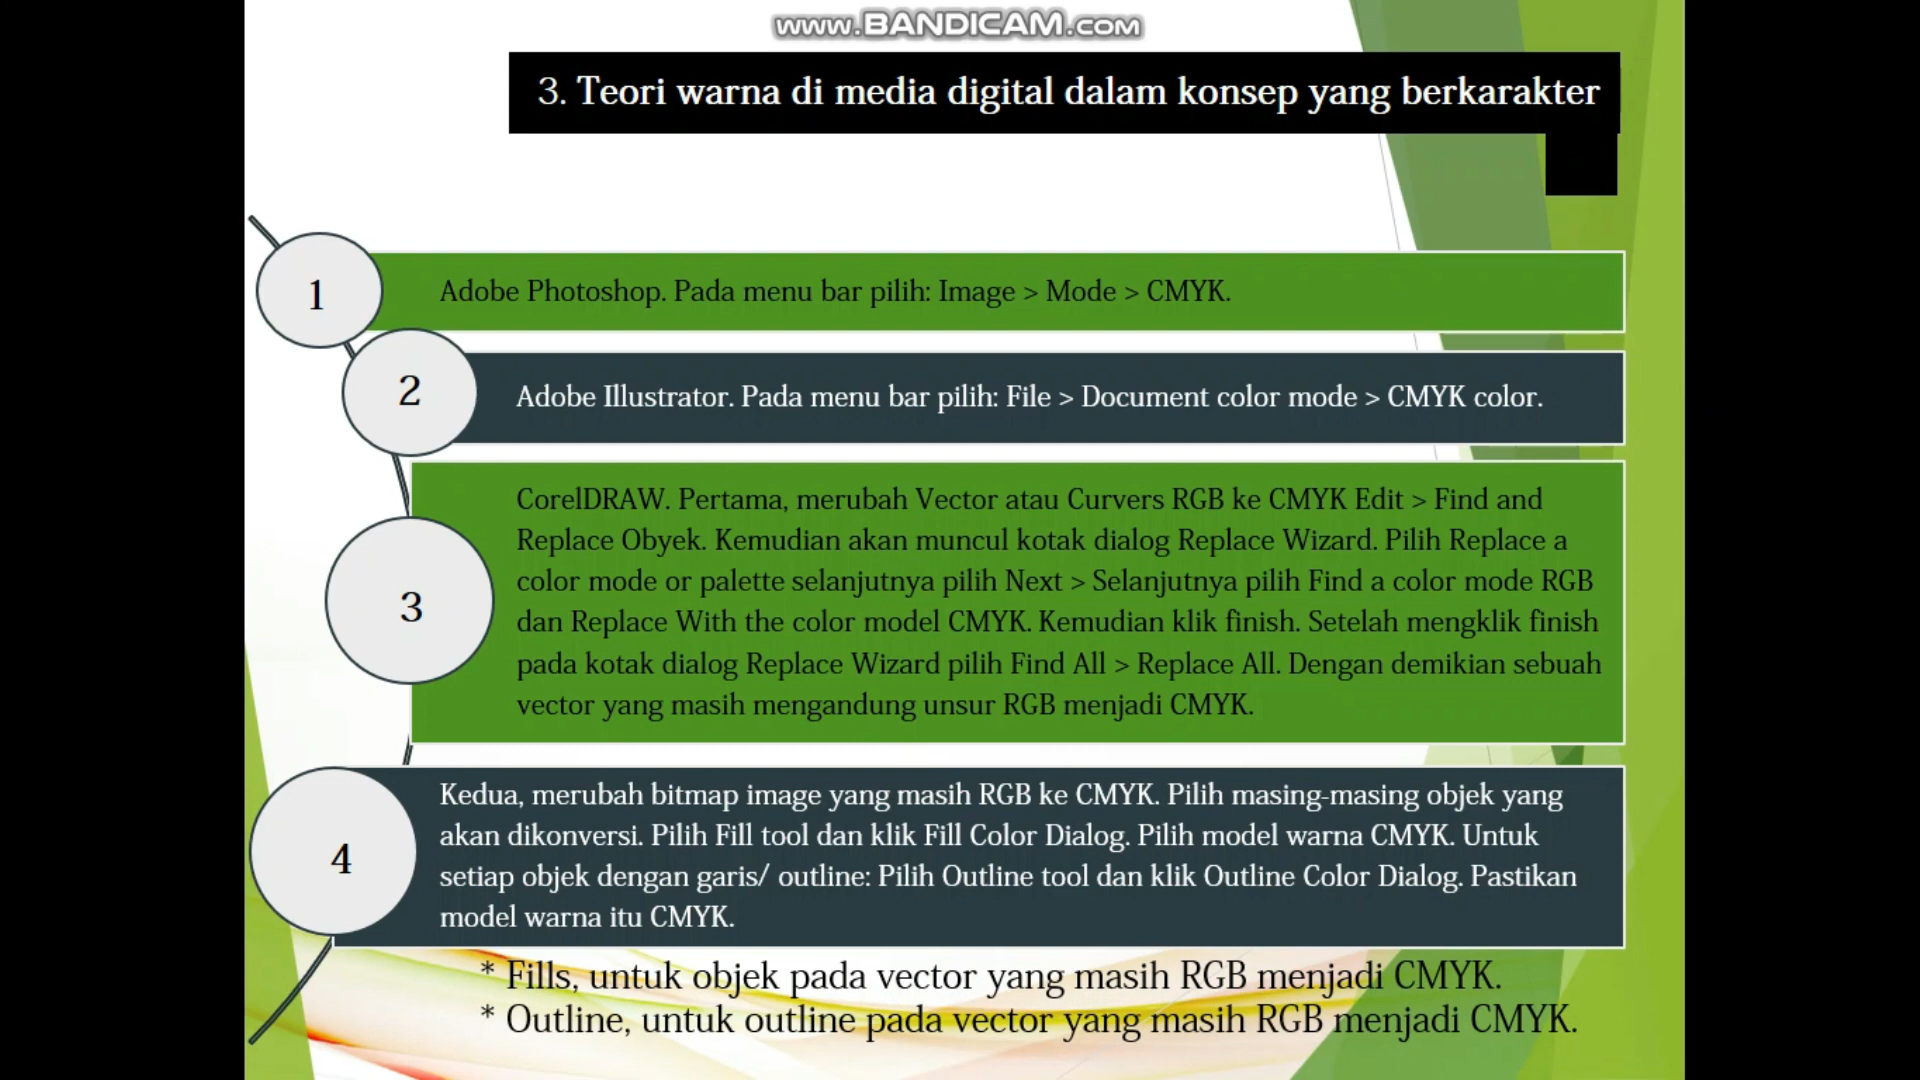 www.BANDICAM.com
3. Teori warna di media digital dalam konsep yang berkarakter
1
Adobe Photoshop. Pada menu bar pilih: Image > Mode > CMYK.
2
Adobe Illustrator. Pada menu bar pilih: File > Document color mode > CMYK color.
3
CorelDRAW. Pertama, merubah Vector atau Curvers RGB ke CMYK Edit > Find and
Replace Obyek. Kemudian akan muncul kotak dialog Replace Wizard. Pilih Replace a
color mode or palette selanjutnya pilih Next > Selanjutnya pilih Find a color mode RGB
dan Replace With the color model CMYK. Kemudian klik finish. Setelah mengklik finish
pada kotak dialog Replace Wizard pilih Find All > Replace All. Dengan demikian sebuah
vector yang masih mengandung unsur RGB menjadi CMYK.
4
Kedua, merubah bitmap image yang masih RGB ke CMYK. Pilih masing-masing objek yang
akan dikonversi. Pilih Fill tool dan klik Fill Color Dialog. Pilih model warna CMYK. Untuk
setiap objek dengan garis/ outline: Pilih Outline tool dan klik Outline Color Dialog. Pastikan
model warna itu CMYK.
* Fills, untuk objek pada vector yang masih RGB menjadi CMYK.
* Outline, untuk outline pada vector yang masih RGB menjadi CMYK.